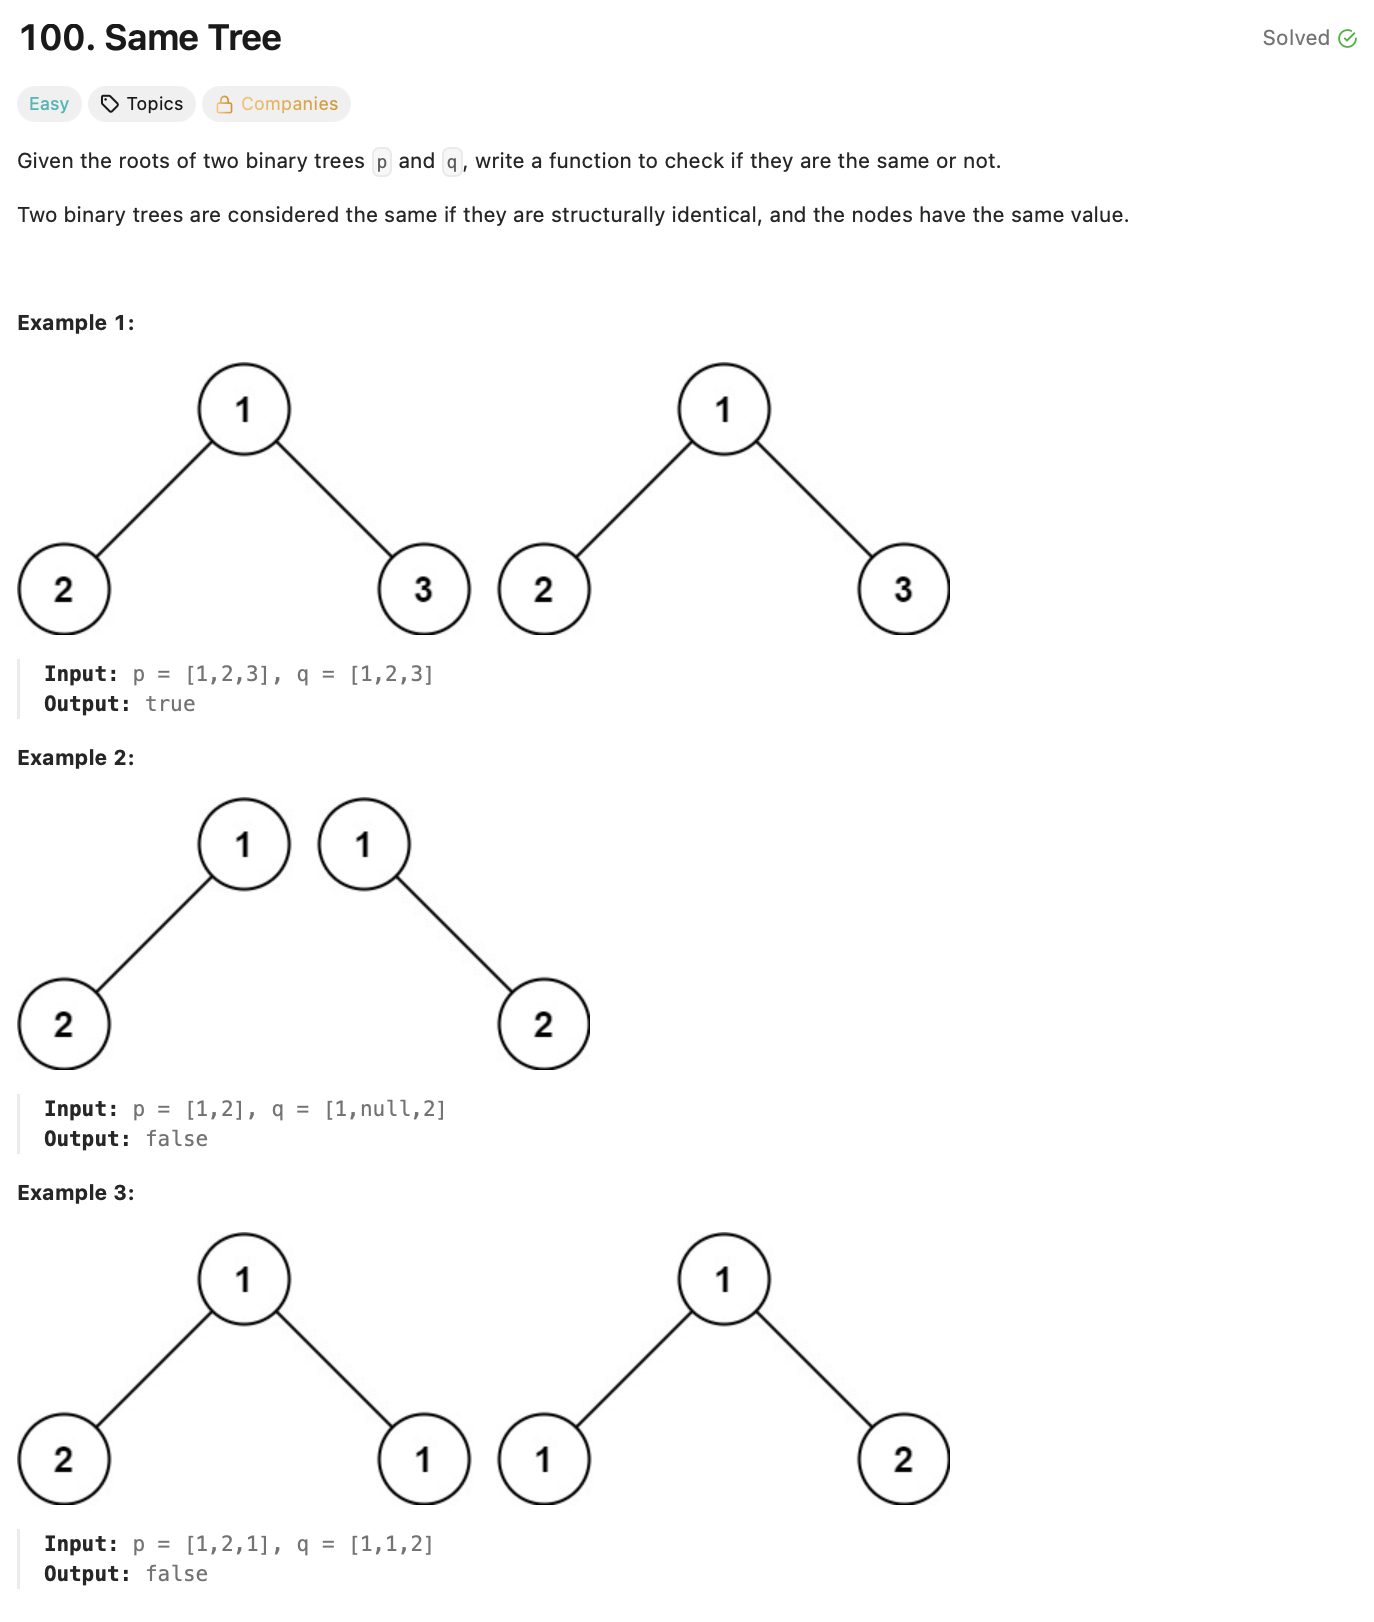 100. Same Tree
Solved
Easy Topics Companies
Given the roots of two binary trees p and q, write a function to check if they are the same or not.
Two binary trees are considered the same if they are structurally identical, and the nodes have the same value.
Example 1:
1 1
2 3 2 3
Input: p = [1,2,3], q = [1,2,3]
Output: true
Example 2:
1 1
2 2
Input: p = [1,2], q = [1,null,2]
Output: false
Example 3:
1 1
2 1 1 2
Input: p = [1,2,1], q = [1,1,2]
Output: false